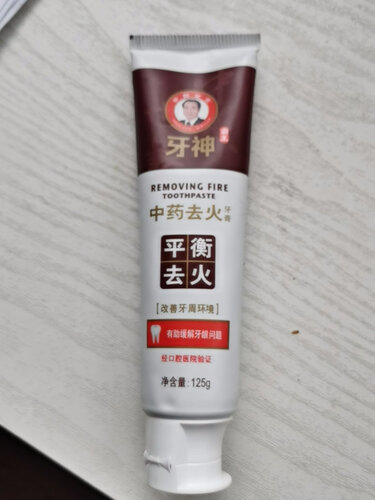 牙神
REMOVING FIRE
TOOTHPASTE
中药去火牙膏
平衡
去火
[改善牙周环境]
有助缓解牙龈问题
经口腔医院验证
净含量:125g